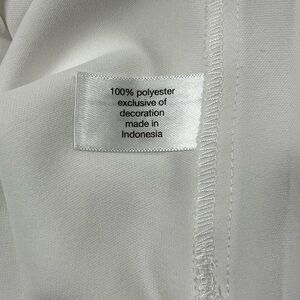 100% polyester
exclusive of
decoration
made in
Indonesia